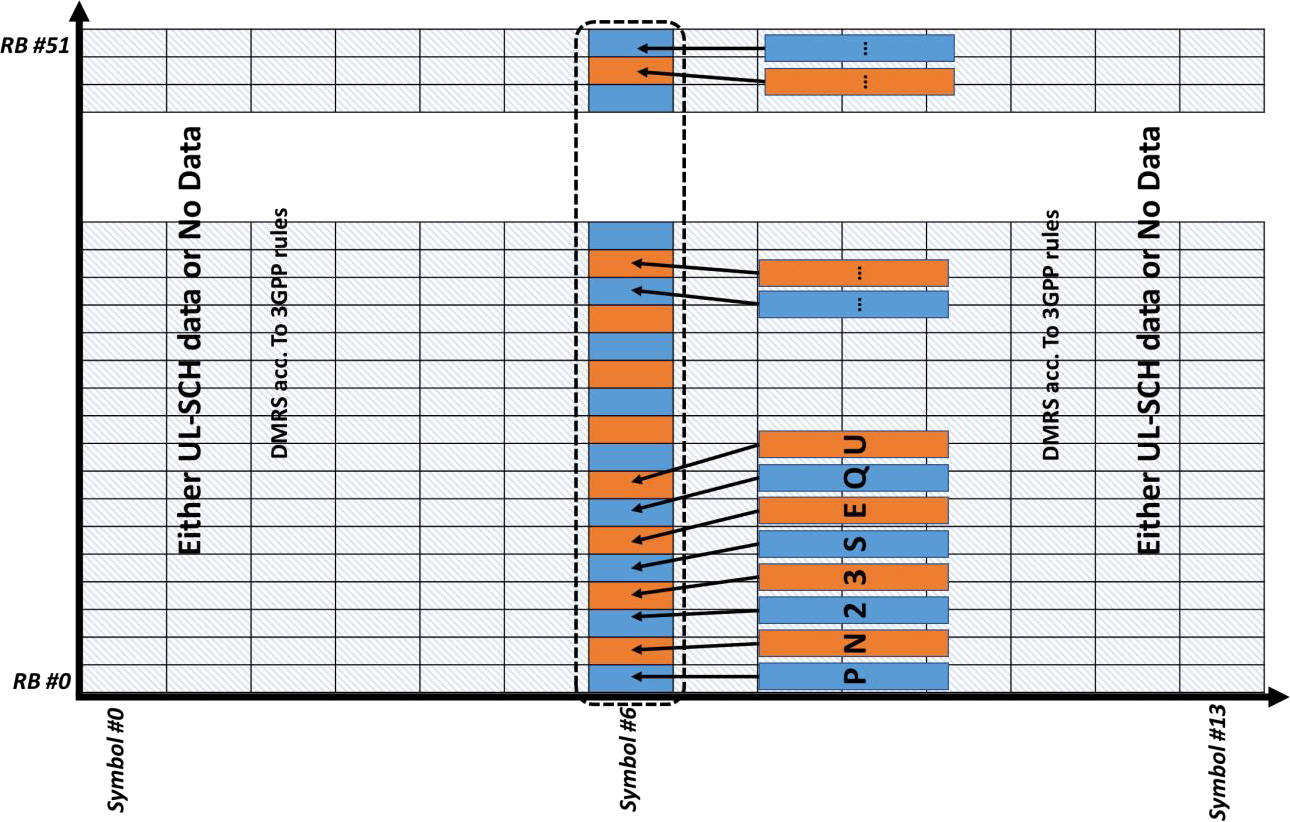 RB #51
...
...
Either UL-SCH data or No Data
DMRS acc. To 3GPP rules
...
...
DMRS acc. To 3GPP rules
Either UL-SCH data or No Data
U
Q
E
S
3
2
N
P
RB #0
Symbol #0
Symbol #6
Symbol #13